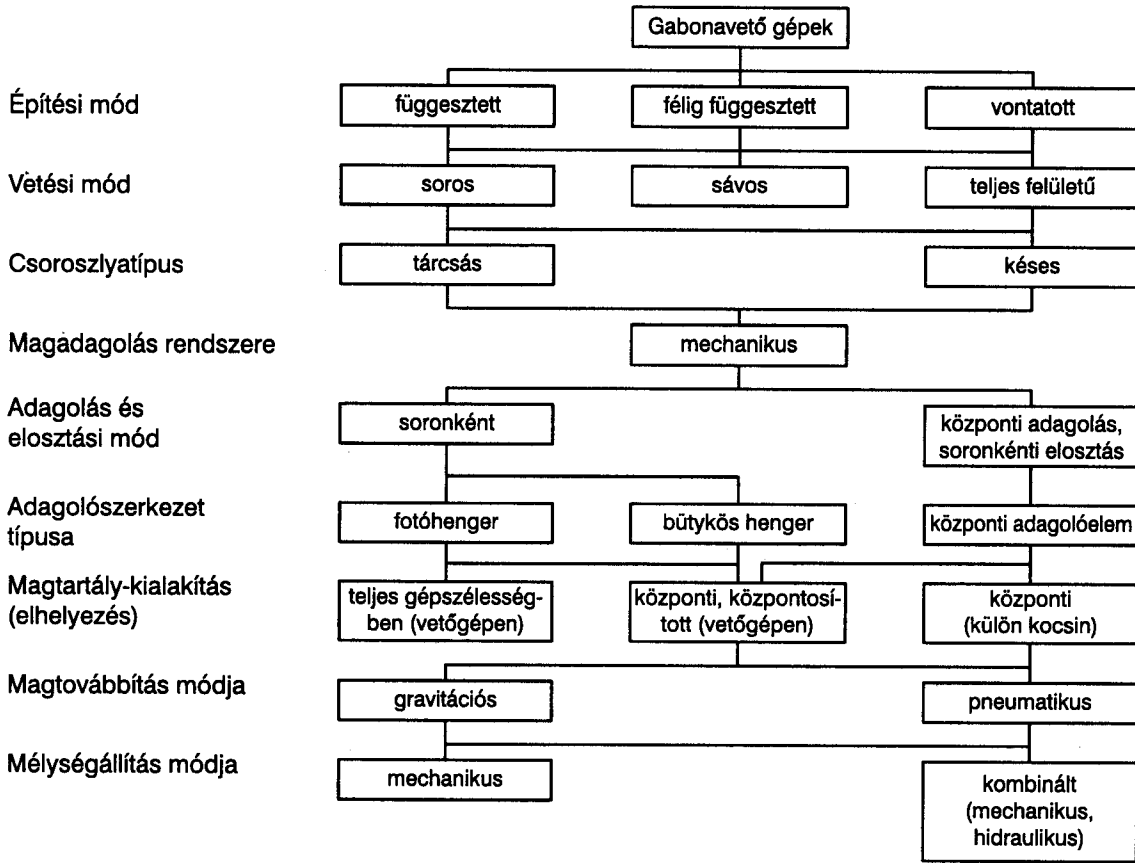 Gabonavető gépek
Építési mód
függesztett
félig függesztett
vontatott
Vetési mód
soros
sávos
teljes felületű
Csoroszlyatípus
tárcsás
késes
Magadagolás rendszere
mechanikus
Adagolás és
elosztási mód
soronként
központi adagolás,
soronkénti elosztás
Adagolószerkezet
típusa
fotóhenger
bütykös henger
központi adagolóelem
Magtartály-kialakítás
(elhelyezés)
teljes gépszélesség-
ben (vetőgépen)
központi, központosí-
tott (vetőgépen)
központi
(külön kocsin)
Magtovábbítás módja
gravitációs
pneumatikus
Mélységállítás módja
mechanikus
kombinált
(mechanikus,
hidraulikus)